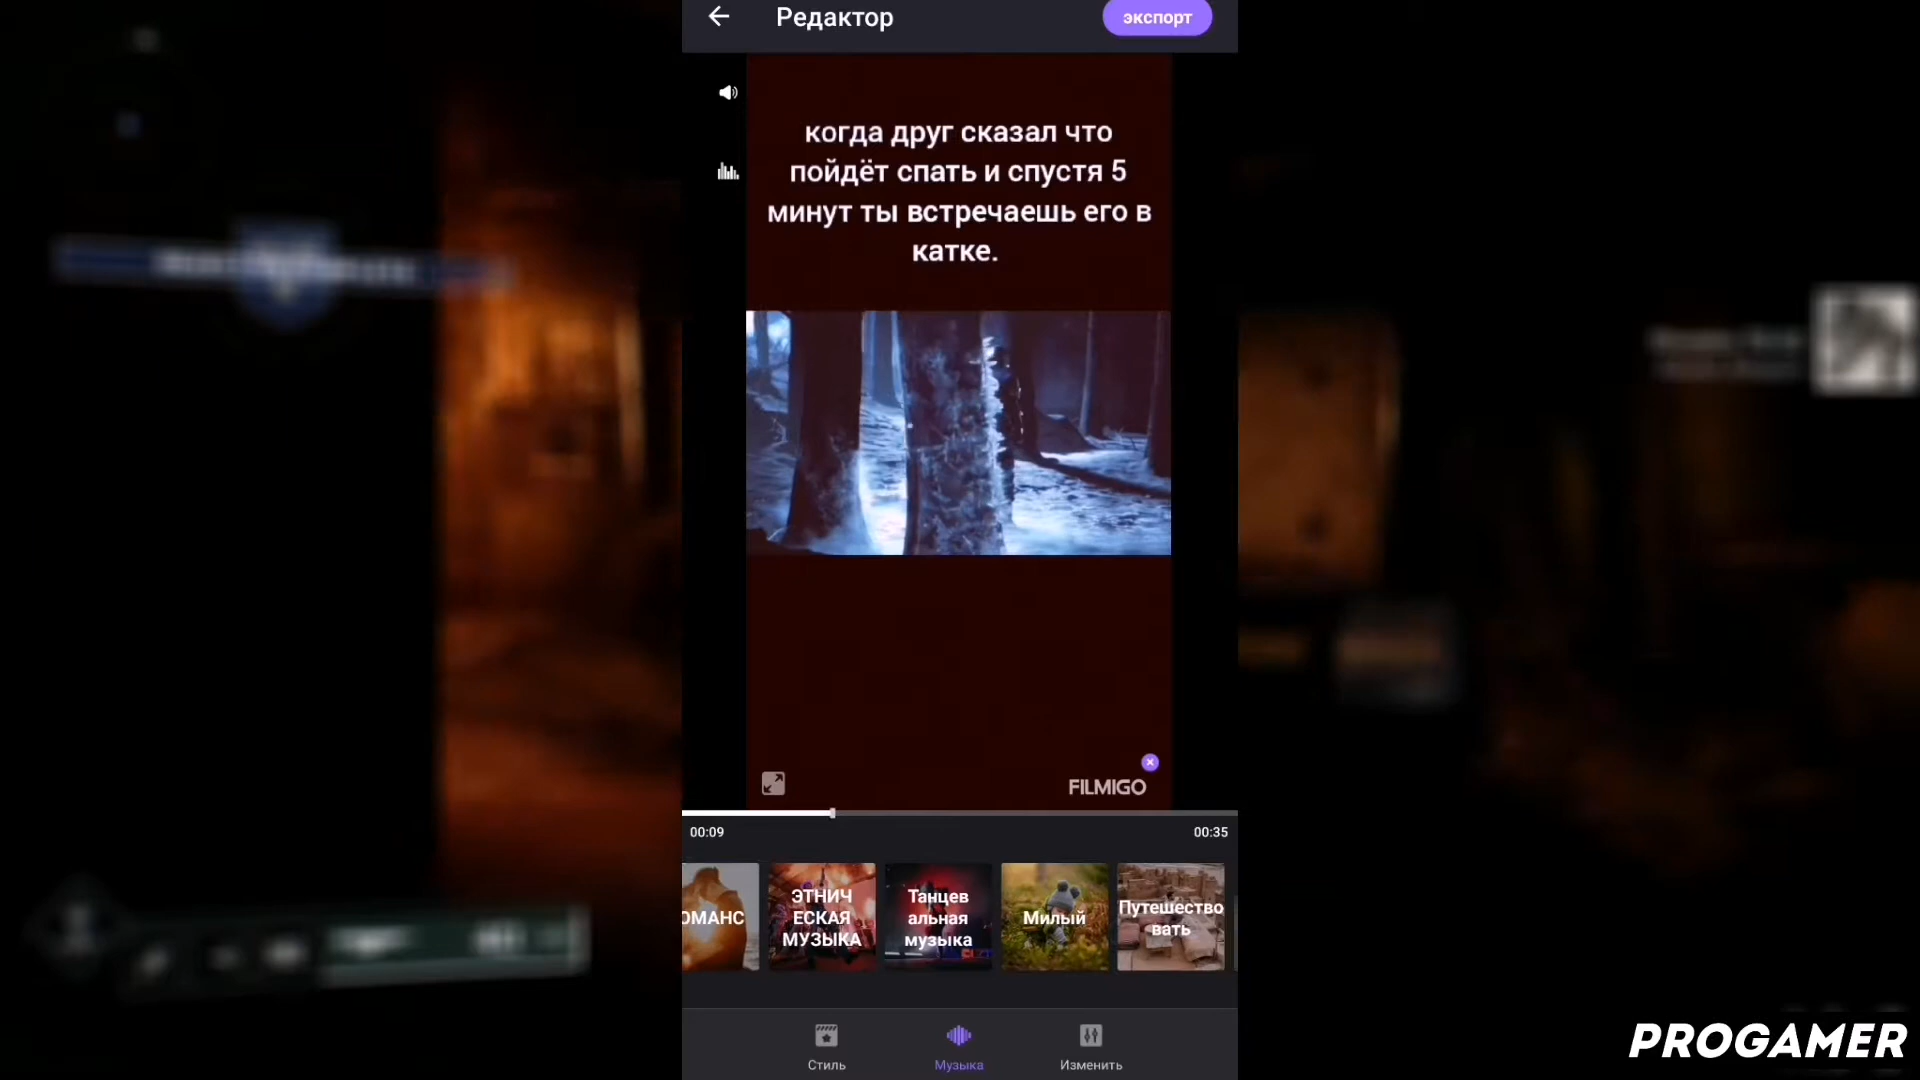 Редактор
экспорт
когда друг сказал что
пойдёт спать и спустя 5
минут ты встречаешь его в
катке.
FILMIGO
00:09
00:35
ОМАНС
ЭТНИЧ
ЕСКАЯ
МУЗЫКА
Танцев
альная
музыка
Милый
Путешество
вать
Стиль
Музыка
Изменить
PROGAMER